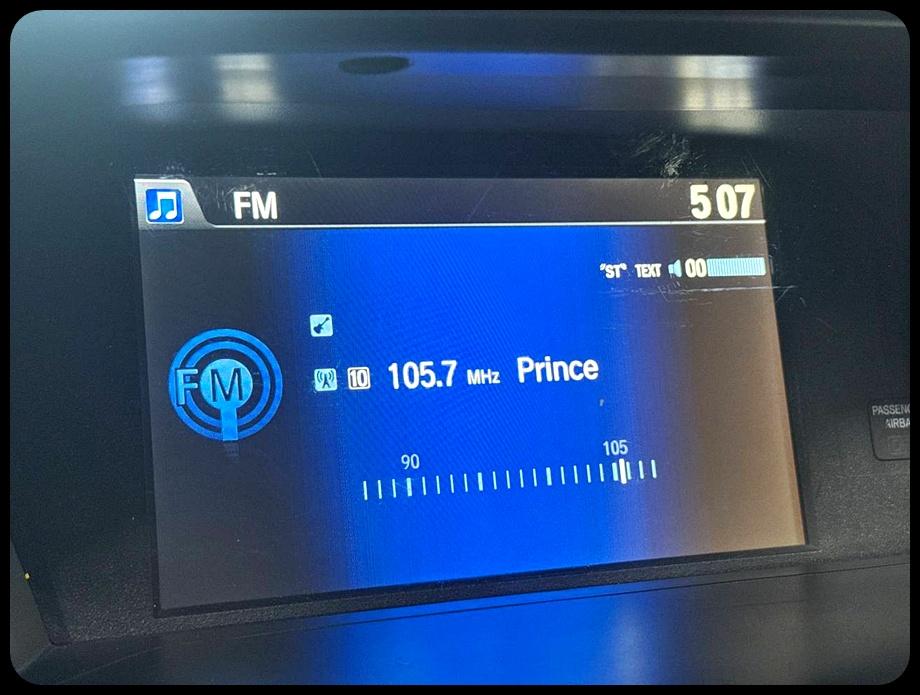 FM 5 07
"ST" TEXT 00
FM 10 105.7 MHz Prince
90 105
PASSENG
AIRBA